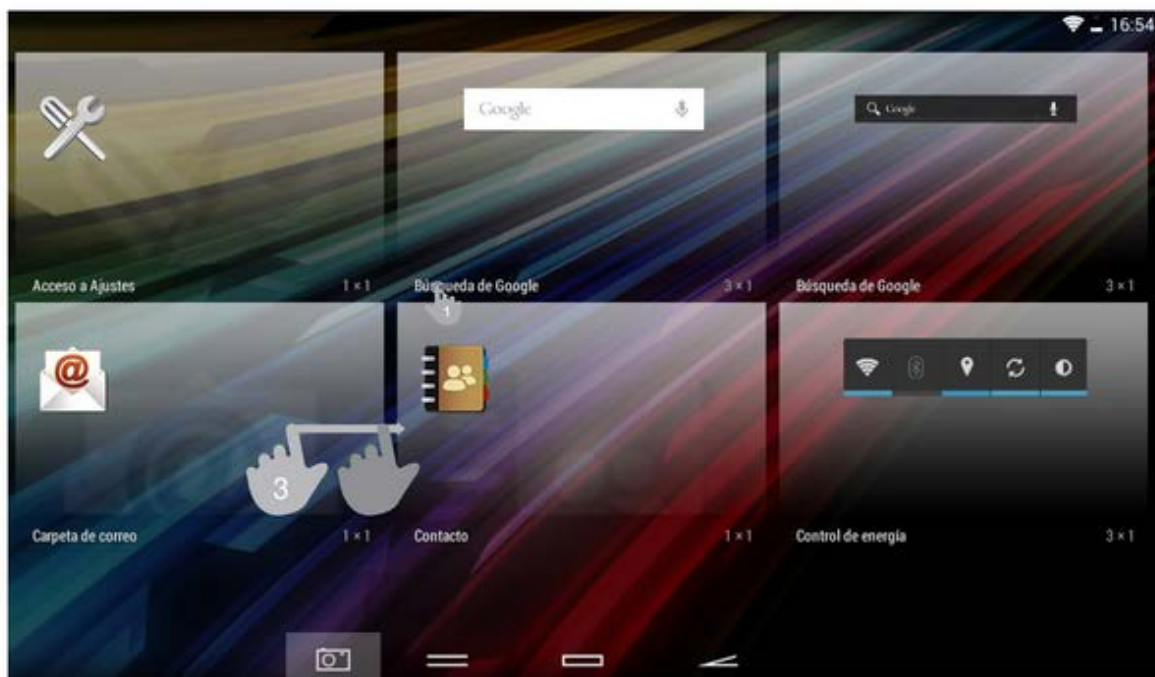 16:54
Google
Google
Acceso a Ajustes 1 × 1
Búsqueda de Google 3 × 1
Búsqueda de Google 3 × 1
1
@
3
Carpeta de correo 1 × 1
Contacto 1 × 1
Control de energía 3 × 1